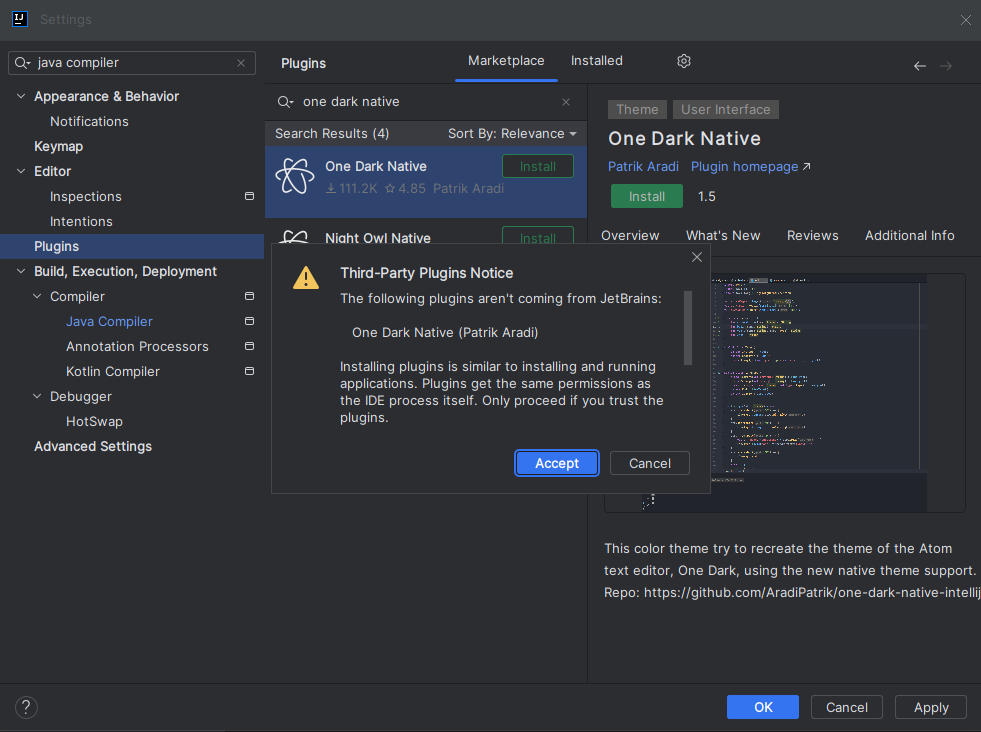 Settings
java compiler
Appearance & Behavior
Notifications
Keymap
Editor
Inspections
Intentions
Plugins
Build, Execution, Deployment
Compiler
Java Compiler
Annotation Processors
Kotlin Compiler
Debugger
HotSwap
Advanced Settings
Plugins
Marketplace
Installed
one dark native
Search Results (4)
Sort By: Relevance
One Dark Native
Install
111.2K
4.85
Patrik Aradi
Night Owl Native
Install
Theme
User Interface
One Dark Native
Patrik Aradi
Plugin homepage
Install
1.5
Overview
What's New
Reviews
Additional Info
Third-Party Plugins Notice
The following plugins aren't coming from JetBrains:
One Dark Native (Patrik Aradi)
Installing plugins is similar to installing and running
applications. Plugins get the same permissions as
the IDE process itself. Only proceed if you trust the
plugins.
Accept
Cancel
This color theme try to recreate the theme of the Atom
text editor, One Dark, using the new native theme support.
Repo: https://github.com/AradiPatrik/one-dark-native-intellij
?
OK
Cancel
Apply